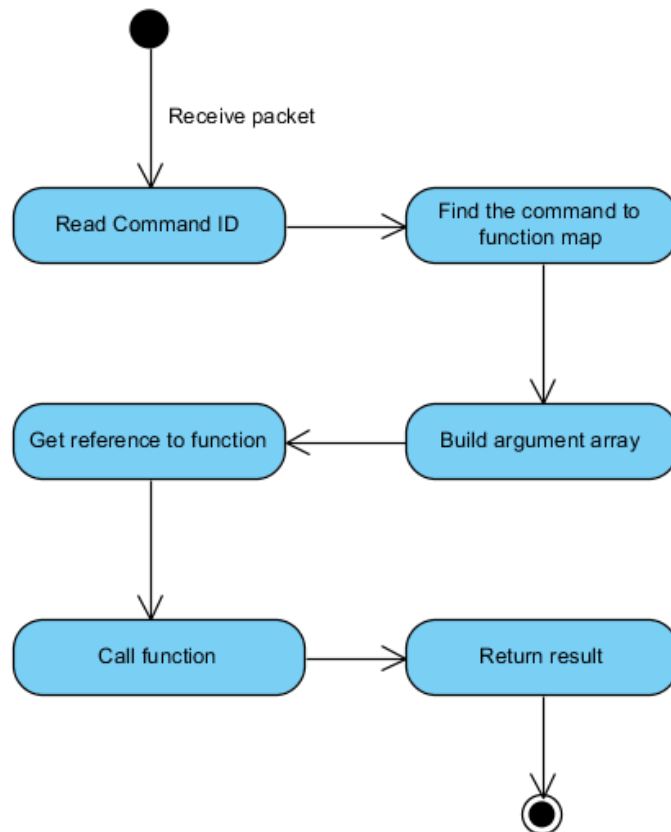 Receive packet
Read Command ID
Find the command to
function map
Get reference to function
Build argument array
Call function
Return result